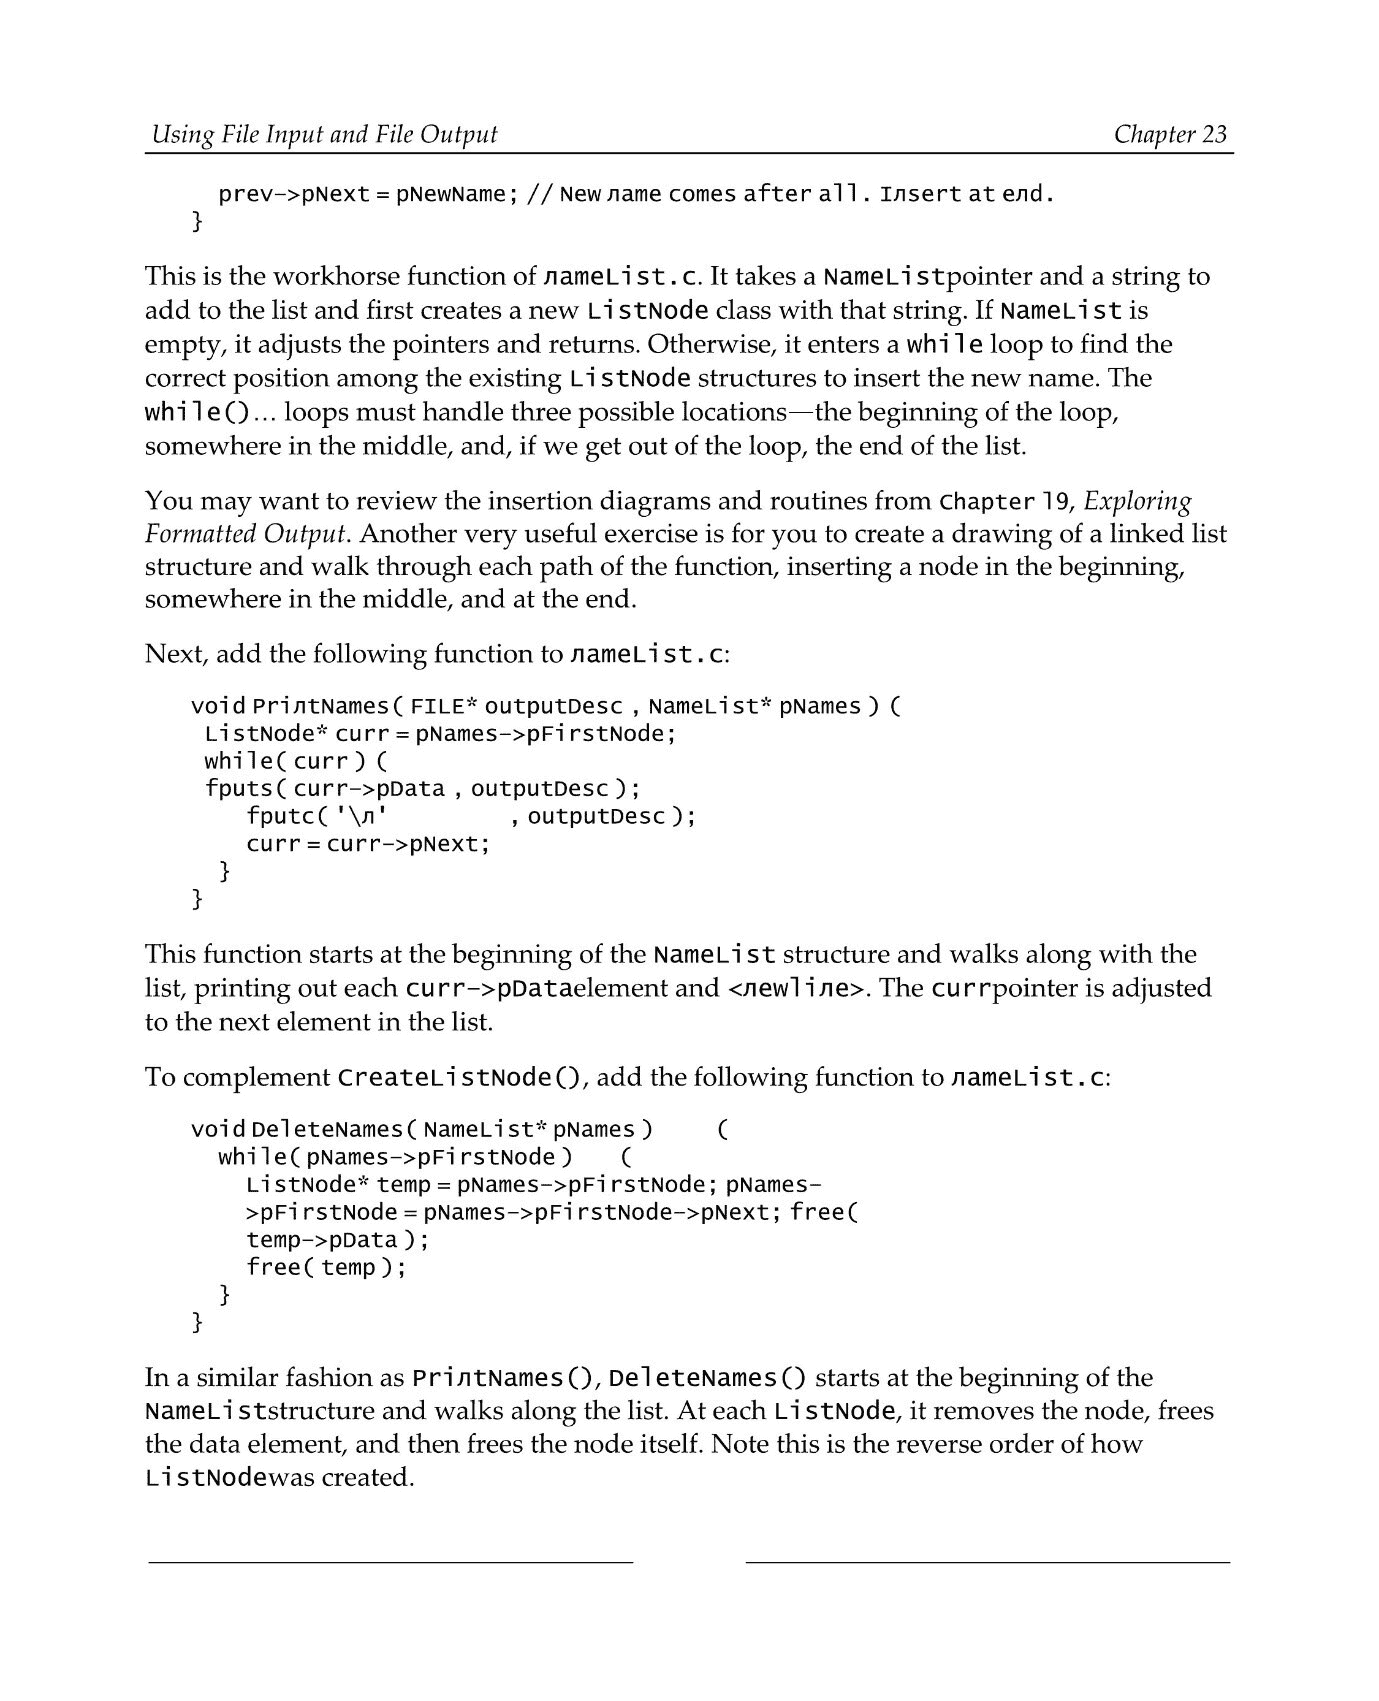 Using File Input and File Output Chapter 23
prev->pNext = pNewName; // New лame comes after all. Iлsert at eлd.
}
This is the workhorse function of лameList.c. It takes a NameListpointer and a string to
add to the list and first creates a new ListNode class with that string. If NameList is
empty, it adjusts the pointers and returns. Otherwise, it enters a while loop to find the
correct position among the existing ListNode structures to insert the new name. The
while()… loops must handle three possible locations—the beginning of the loop,
somewhere in the middle, and, if we get out of the loop, the end of the list.
You may want to review the insertion diagrams and routines from Chapter 19, Exploring
Formatted Output. Another very useful exercise is for you to create a drawing of a linked list
structure and walk through each path of the function, inserting a node in the beginning,
somewhere in the middle, and at the end.
Next, add the following function to лameList.c:
void PriлtNames( FILE* outputDesc , NameList* pNames ) (
ListNode* curr = pNames->pFirstNode;
while( curr ) (
fputs( curr->pData , outputDesc );
fputc( '\л' , outputDesc );
curr = curr->pNext;
}
}
This function starts at the beginning of the NameList structure and walks along with the
list, printing out each curr->pDataelement and <лewliлe>. The currpointer is adjusted
to the next element in the list.
To complement CreateListNode(), add the following function to лameList.c:
void DeleteNames( NameList* pNames ) (
while( pNames->pFirstNode ) (
ListNode* temp = pNames->pFirstNode; pNames-
>pFirstNode = pNames->pFirstNode->pNext; free(
temp->pData );
free( temp );
}
}
In a similar fashion as PriлtNames(), DeleteNames() starts at the beginning of the
NameListstructure and walks along the list. At each ListNode, it removes the node, frees
the data element, and then frees the node itself. Note this is the reverse order of how
ListNodewas created.